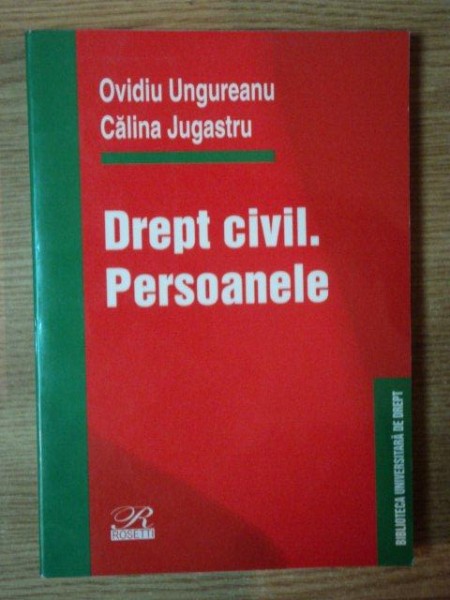 Ovidiu Ungureanu
Călina Jugastru
Drept civil.
Persoanele
BIBLIOTECA UNIVERSITARĂ DE DREPT
R
ROSETTI